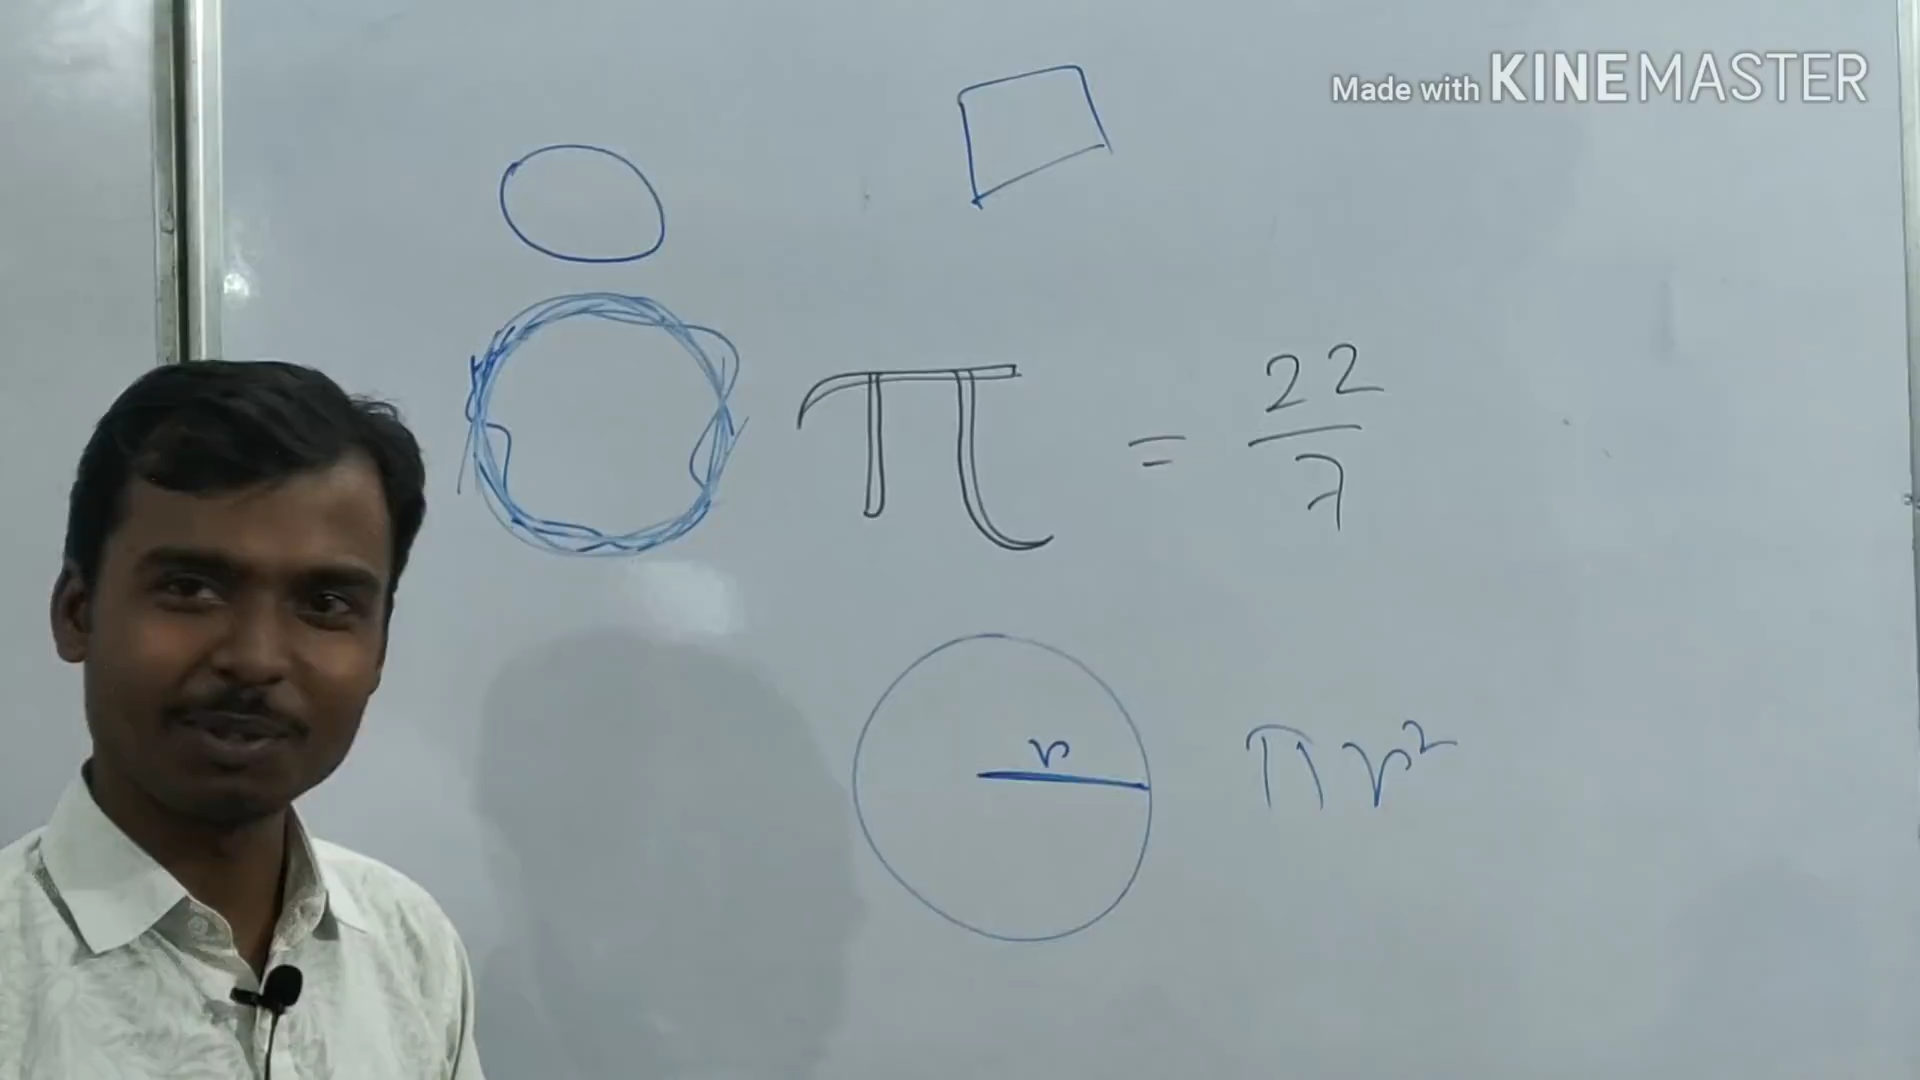 Made with KINEMASTER
π = 22/7
r
πr²